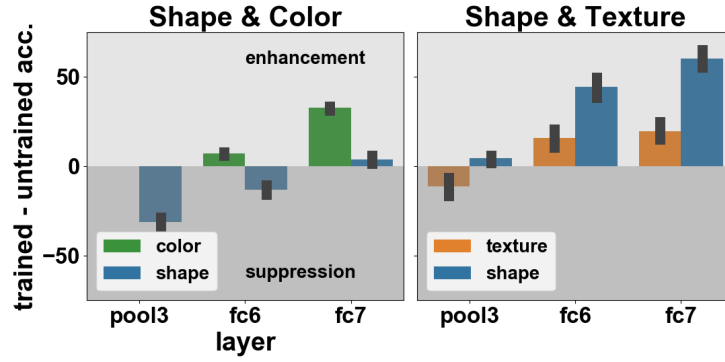 Shape & Color
Shape & Texture
trained - untrained acc.
50
0
−50
enhancement
suppression
color
shape
texture
shape
pool3
fc6
fc7
pool3
fc6
fc7
layer